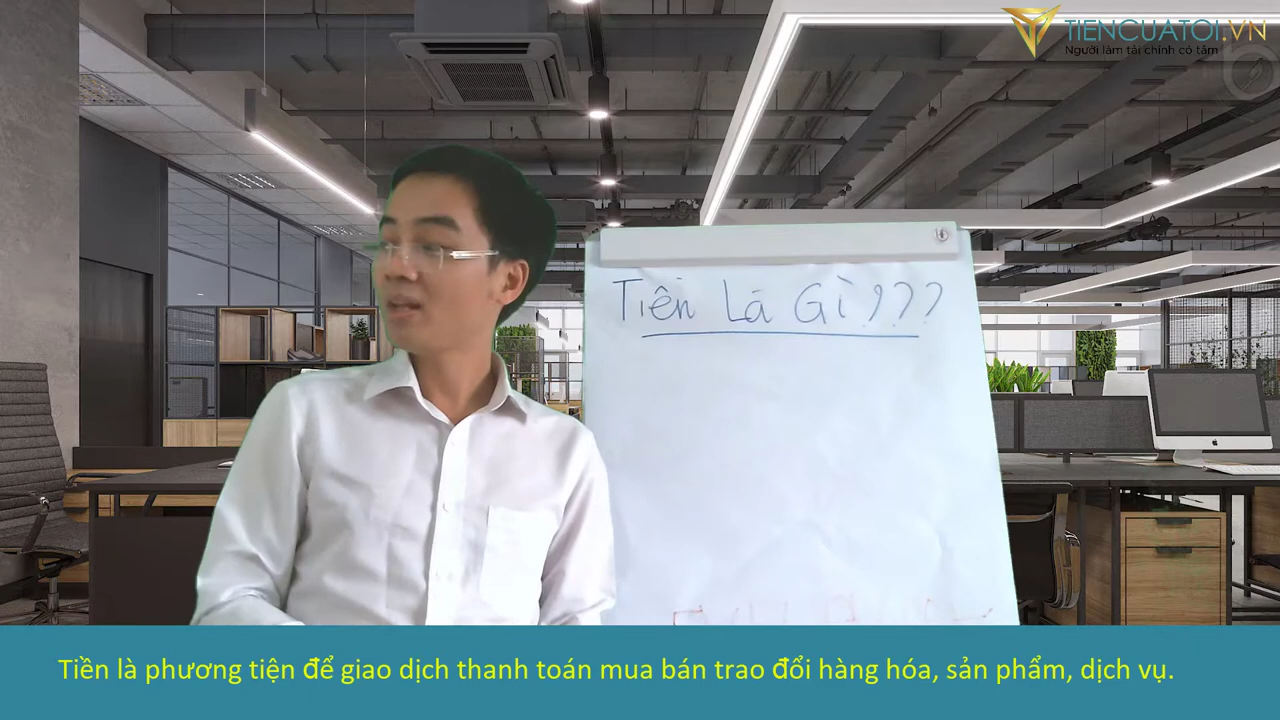 TIENCUATOI.VN
Người làm tài chính có tâm
Tiền Là Gì???
Tiền là phương tiện để giao dịch thanh toán mua bán trao đổi hàng hóa, sản phẩm, dịch vụ.